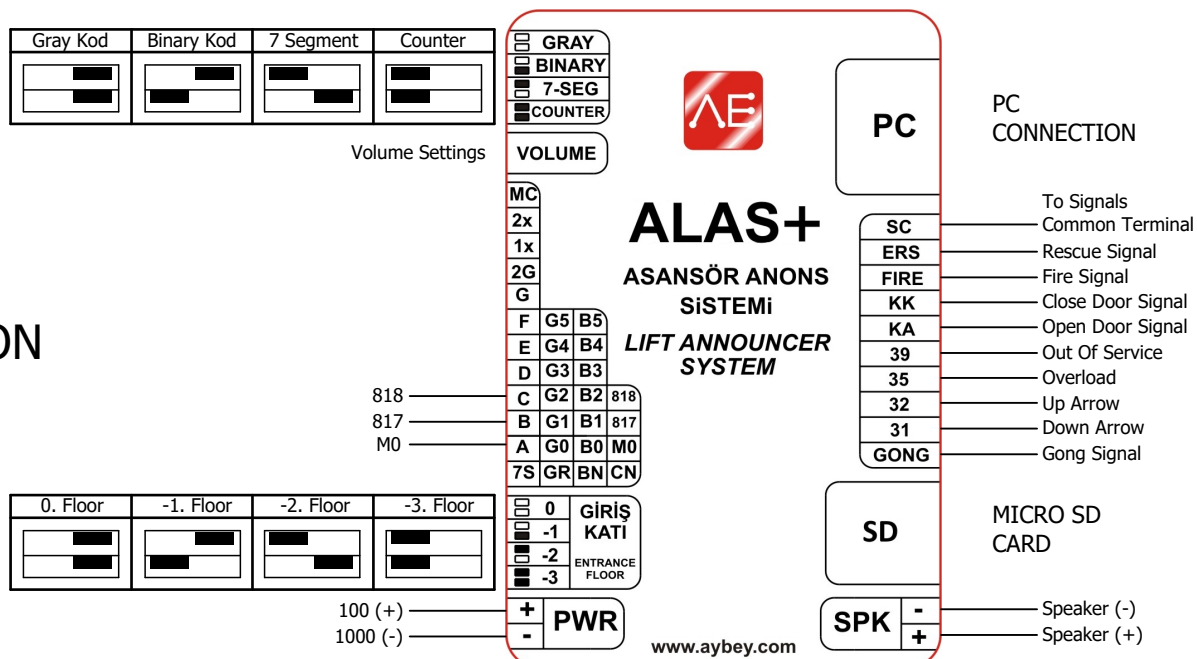 Gray Kod Binary Kod 7 Segment Counter
GRAY
BINARY
7-SEG
COUNTER
Volume Settings VOLUME
MC
2x
1x
2G
G
F G5 B5
E G4 B4
D G3 B3
818 C G2 B2 818
817 B G1 B1 817
M0 A G0 B0 M0
7S GR BN CN
ON
0. Floor -1. Floor -2. Floor -3. Floor
0
-1
-2
-3
GİRİŞ
KATI
ENTRANCE
FLOOR
100 (+) +
1000 (-) -
PWR
AE
ALAS+
ASANSÖR ANONS
SiSTEMi
LIFT ANNOUNCER
SYSTEM
www.aybey.com
PC
PC
CONNECTION
To Signals
SC Common Terminal
ERS Rescue Signal
FIRE Fire Signal
KK Close Door Signal
KA Open Door Signal
39 Out Of Service
35 Overload
32 Up Arrow
31 Down Arrow
GONG Gong Signal
SD
MICRO SD
CARD
SPK
- Speaker (-)
+ Speaker (+)